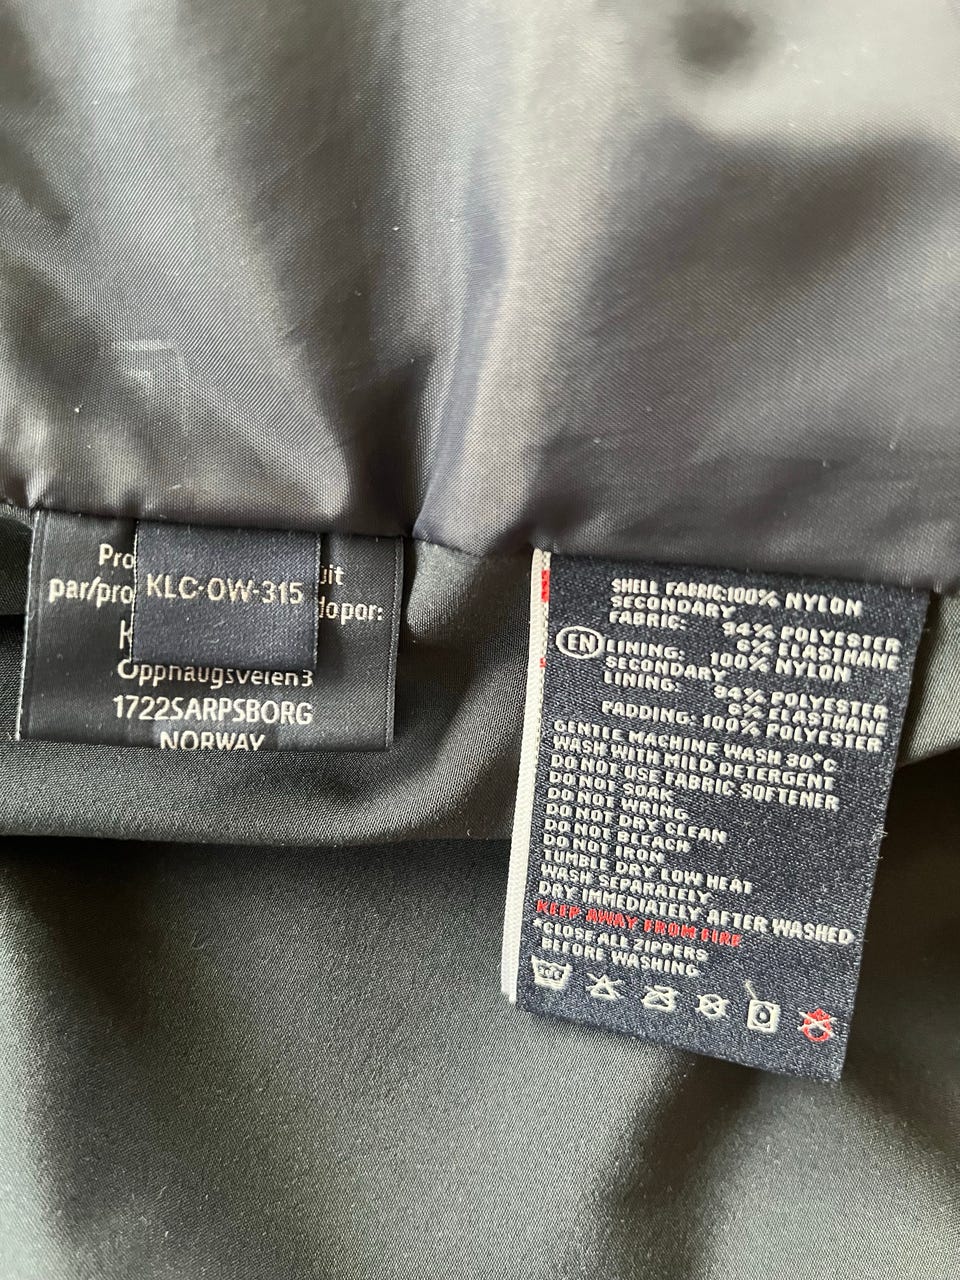 Pro
uit
par/pro
do por:
KLC-OW-315
Opphaugsveien3
1722SARPSBORG
NORWAY
SHELL FABRIC:100% NYLON
SECONDARY
FABRIC: 94% POLYESTER
6% ELASTHANE
EN LINING: 100% NYLON
SECONDARY
LINING: 94% POLYESTER
6% ELASTHANE
PADDING: 100% POLYESTER
GENTLE MACHINE WASH 30°C
WASH WITH MILD DETERGENT
DO NOT USE FABRIC SOFTENER
DO NOT SOAK
DO NOT WRING
DO NOT DRY CLEAN
DO NOT BLEACH
DO NOT IRON
TUMBLE DRY LOW HEAT
WASH SEPARATELY
DRY IMMEDIATELY AFTER WASHED
KEEP AWAY FROM FIRE
*CLOSE ALL ZIPPERS
BEFORE WASHING